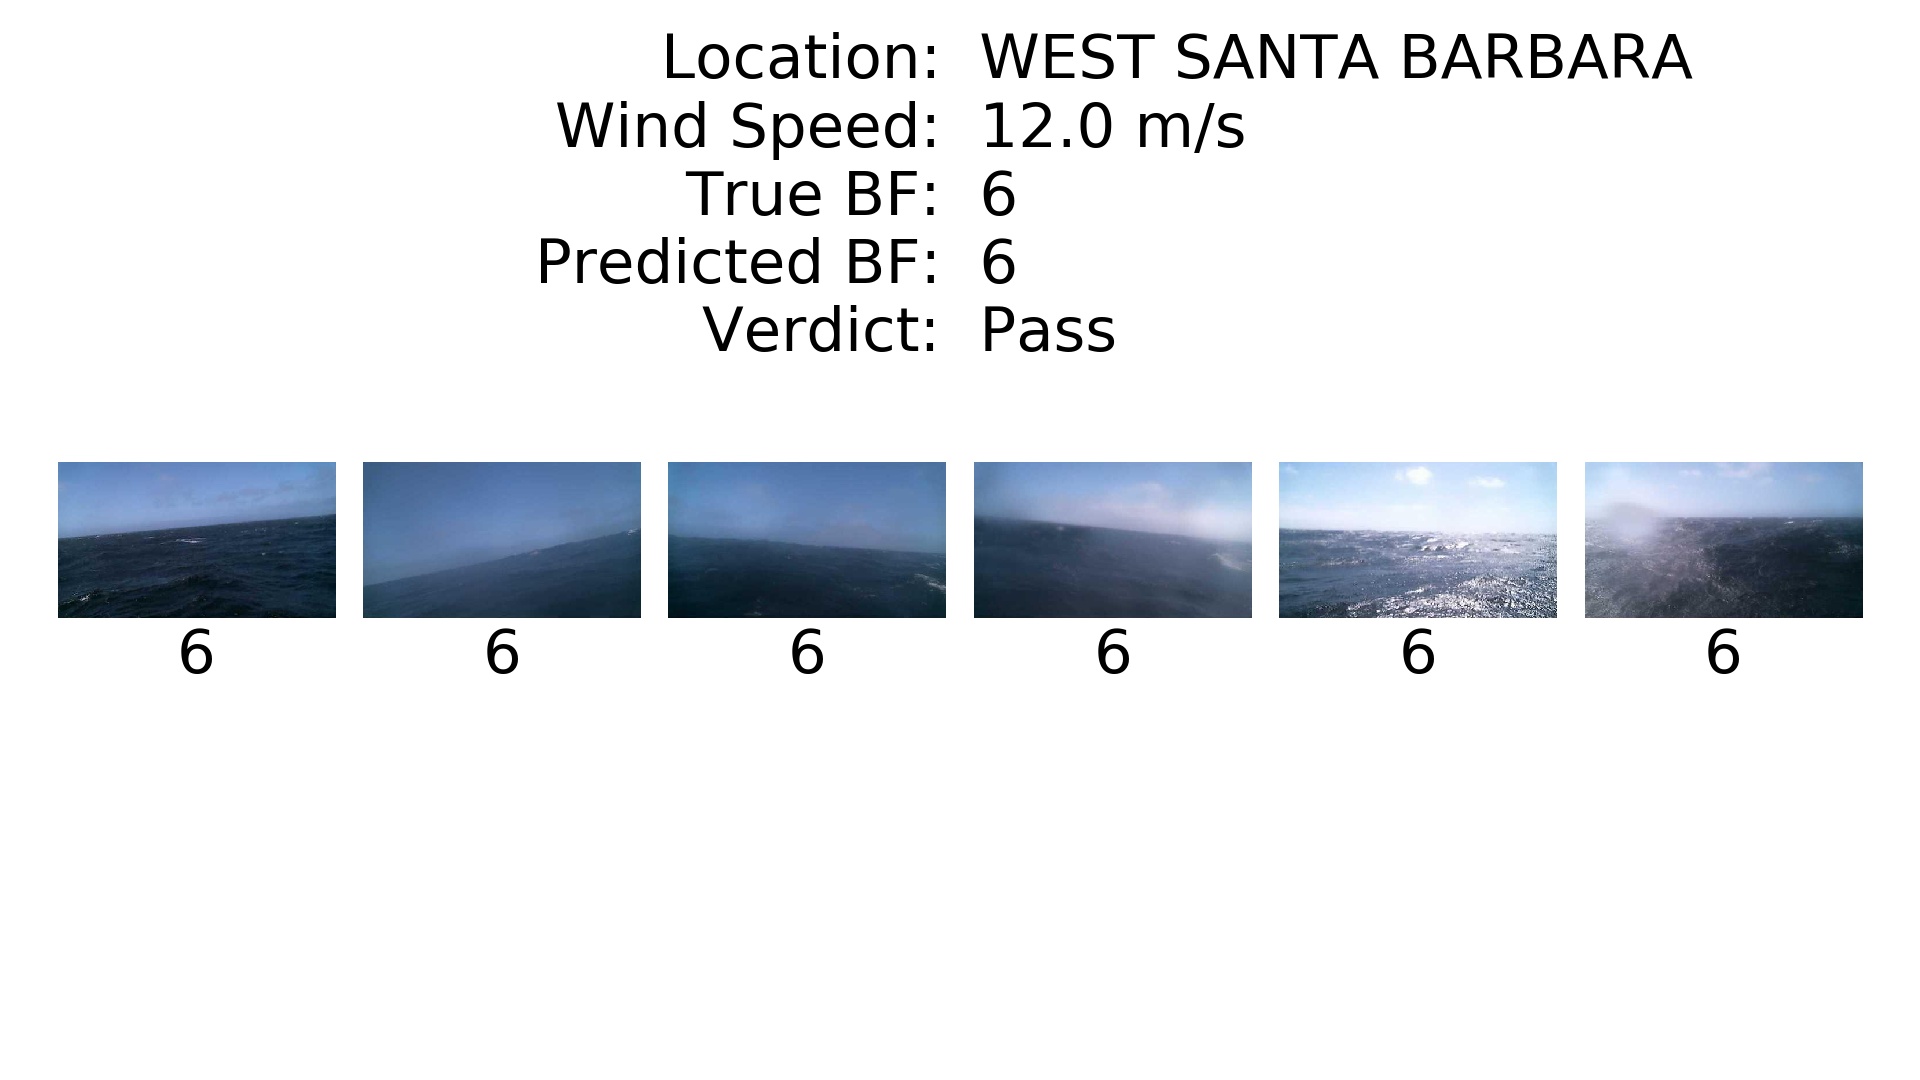 Location: WEST SANTA BARBARA
Wind Speed: 12.0 m/s
True BF: 6
Predicted BF: 6
Verdict: Pass
6 6 6 6 6 6